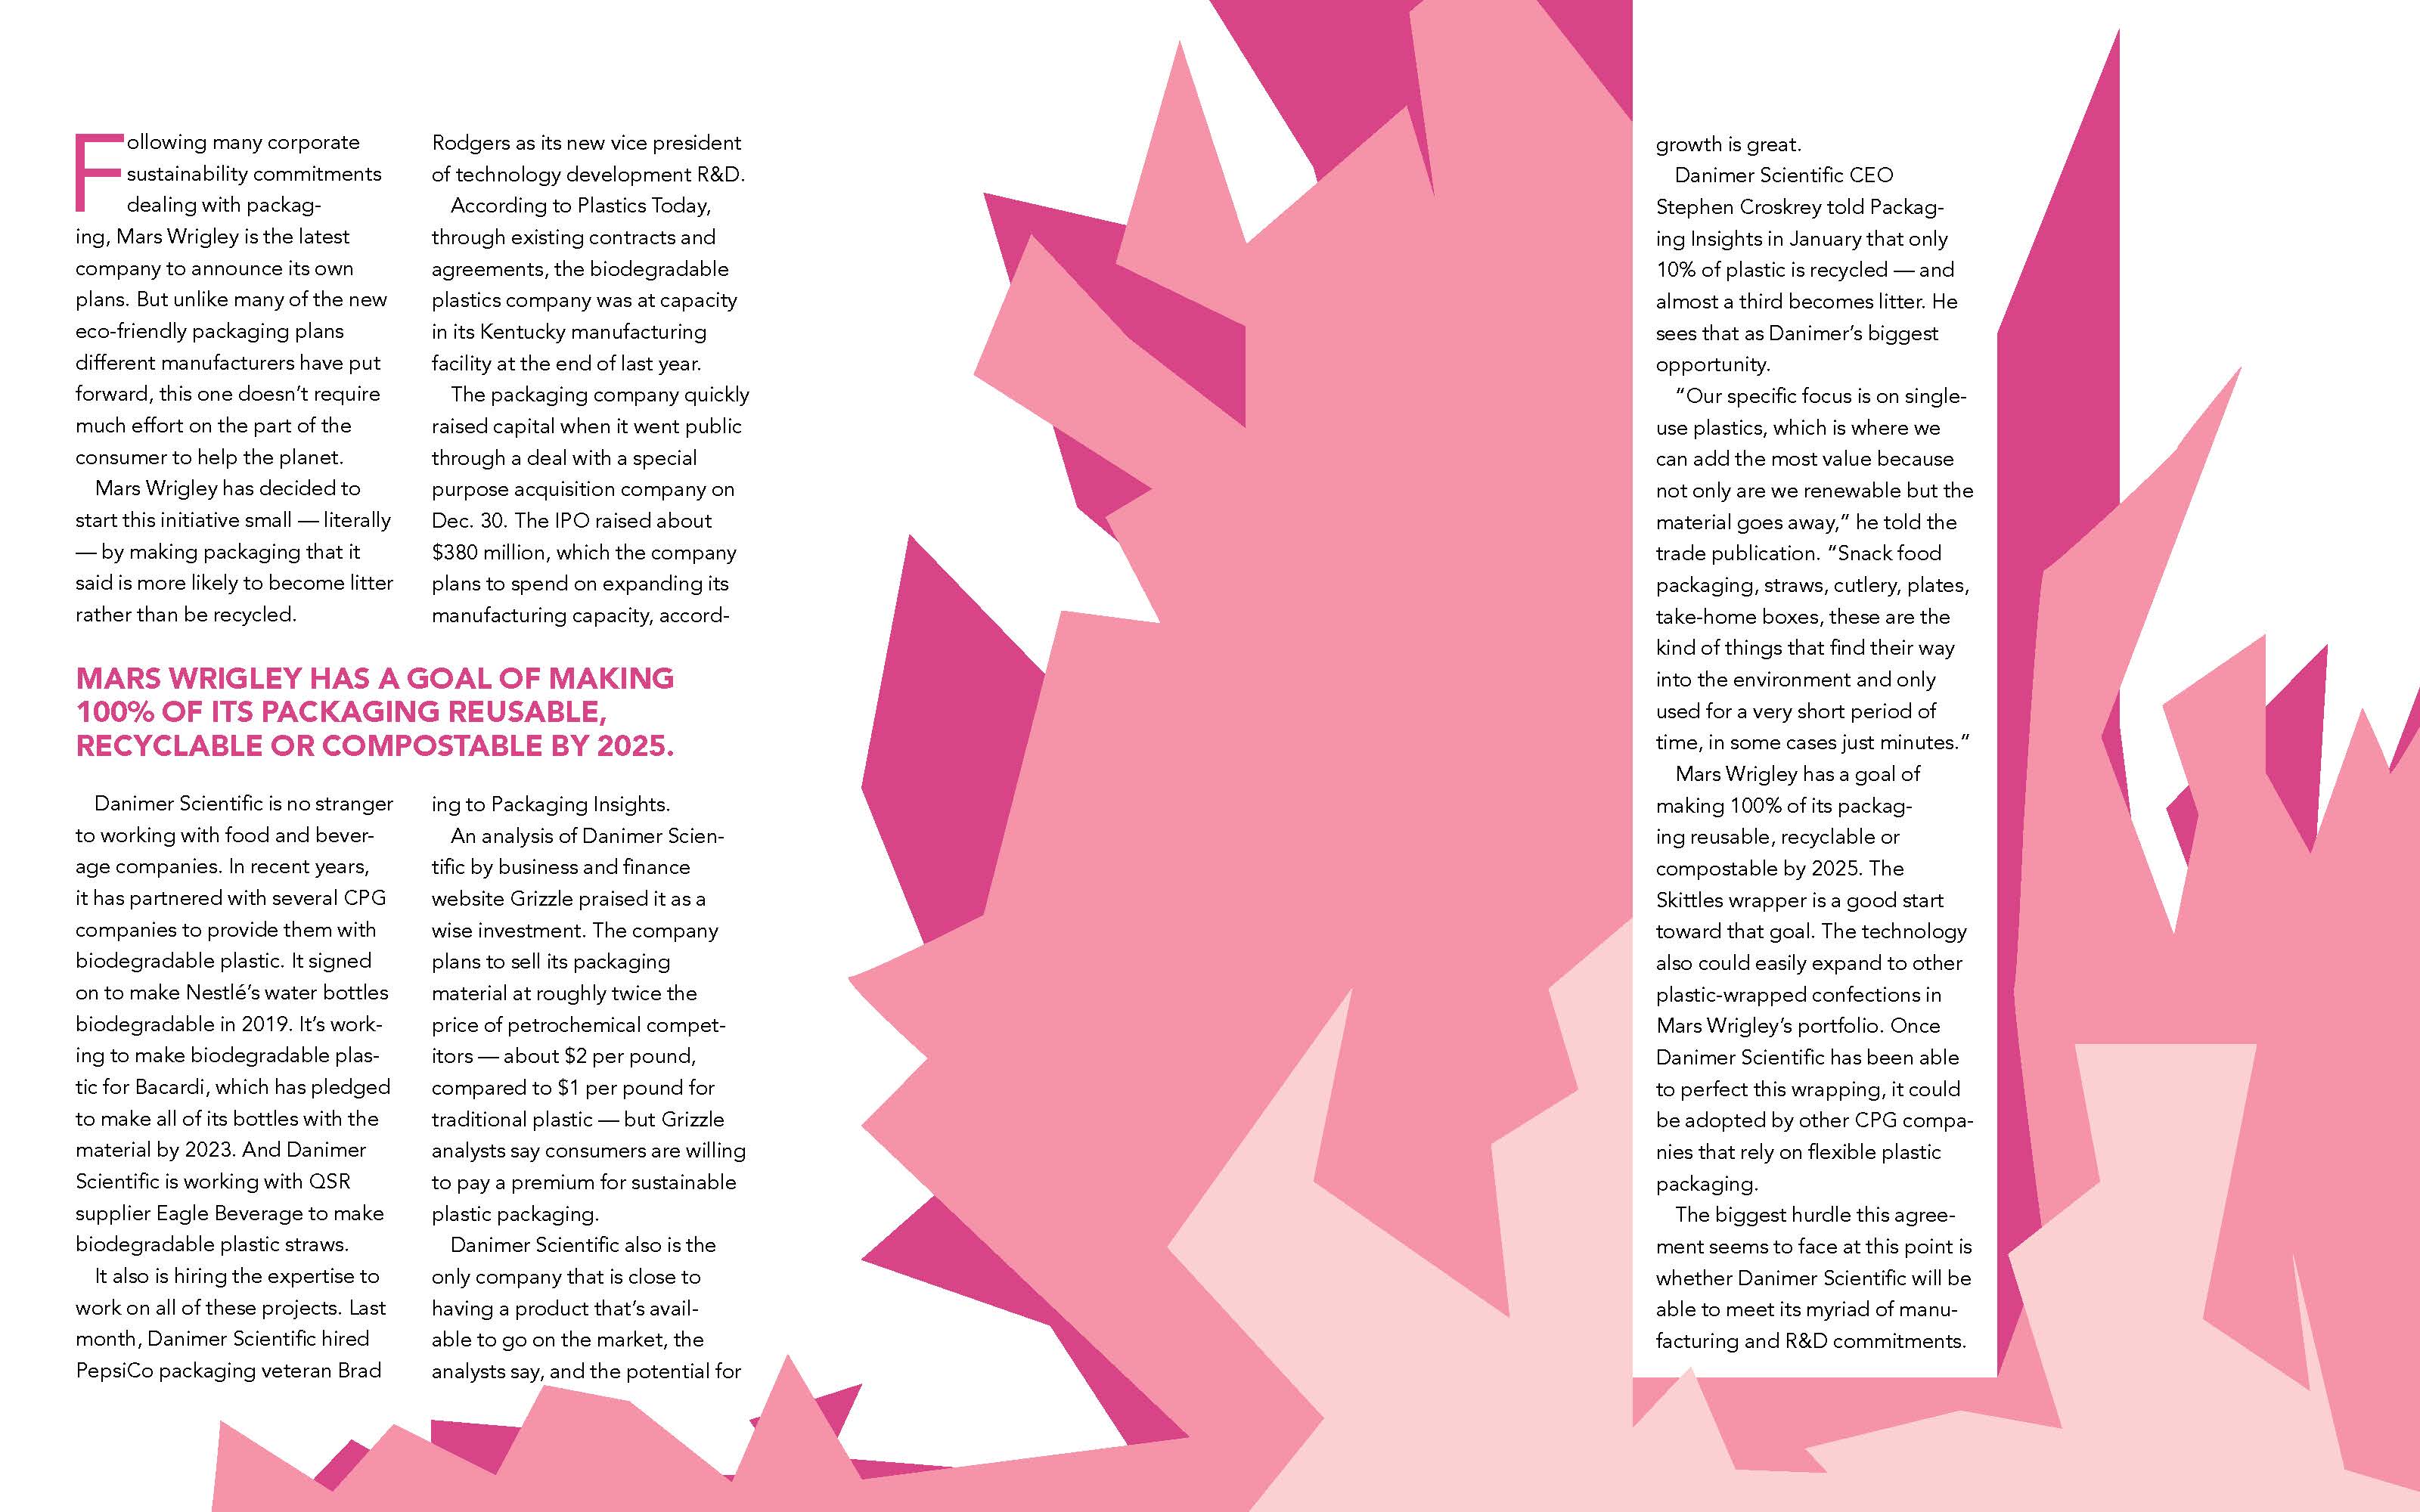 Following many corporate
sustainability commitments
dealing with packag-
ing, Mars Wrigley is the latest
company to announce its own
plans. But unlike many of the new
eco-friendly packaging plans
different manufacturers have put
forward, this one doesn’t require
much effort on the part of the
consumer to help the planet.
Mars Wrigley has decided to
start this initiative small — literally
— by making packaging that it
said is more likely to become litter
rather than be recycled.
MARS WRIGLEY HAS A GOAL OF MAKING
100% OF ITS PACKAGING REUSABLE,
RECYCLABLE OR COMPOSTABLE BY 2025.
Danimer Scientific is no stranger
to working with food and bever-
age companies. In recent years,
it has partnered with several CPG
companies to provide them with
biodegradable plastic. It signed
on to make Nestlé’s water bottles
biodegradable in 2019. It’s work-
ing to make biodegradable plas-
tic for Bacardi, which has pledged
to make all of its bottles with the
material by 2023. And Danimer
Scientific is working with QSR
supplier Eagle Beverage to make
biodegradable plastic straws.
It also is hiring the expertise to
work on all of these projects. Last
month, Danimer Scientific hired
PepsiCo packaging veteran Brad
Rodgers as its new vice president
of technology development R&D.
According to Plastics Today,
through existing contracts and
agreements, the biodegradable
plastics company was at capacity
in its Kentucky manufacturing
facility at the end of last year.
The packaging company quickly
raised capital when it went public
through a deal with a special
purpose acquisition company on
Dec. 30. The IPO raised about
$380 million, which the company
plans to spend on expanding its
manufacturing capacity, accord-
ing to Packaging Insights.
An analysis of Danimer Scien-
tific by business and finance
website Grizzle praised it as a
wise investment. The company
plans to sell its packaging
material at roughly twice the
price of petrochemical compet-
itors — about $2 per pound,
compared to $1 per pound for
traditional plastic — but Grizzle
analysts say consumers are willing
to pay a premium for sustainable
plastic packaging.
Danimer Scientific also is the
only company that is close to
having a product that’s avail-
able to go on the market, the
analysts say, and the potential for
growth is great.
Danimer Scientific CEO
Stephen Croskrey told Packag-
ing Insights in January that only
10% of plastic is recycled — and
almost a third becomes litter. He
sees that as Danimer’s biggest
opportunity.
“Our specific focus is on single-
use plastics, which is where we
can add the most value because
not only are we renewable but the
material goes away,” he told the
trade publication. “Snack food
packaging, straws, cutlery, plates,
take-home boxes, these are the
kind of things that find their way
into the environment and only
used for a very short period of
time, in some cases just minutes.”
Mars Wrigley has a goal of
making 100% of its packag-
ing reusable, recyclable or
compostable by 2025. The
Skittles wrapper is a good start
toward that goal. The technology
also could easily expand to other
plastic-wrapped confections in
Mars Wrigley’s portfolio. Once
Danimer Scientific has been able
to perfect this wrapping, it could
be adopted by other CPG compa-
nies that rely on flexible plastic
packaging.
The biggest hurdle this agree-
ment seems to face at this point is
whether Danimer Scientific will be
able to meet its myriad of manu-
facturing and R&D commitments.